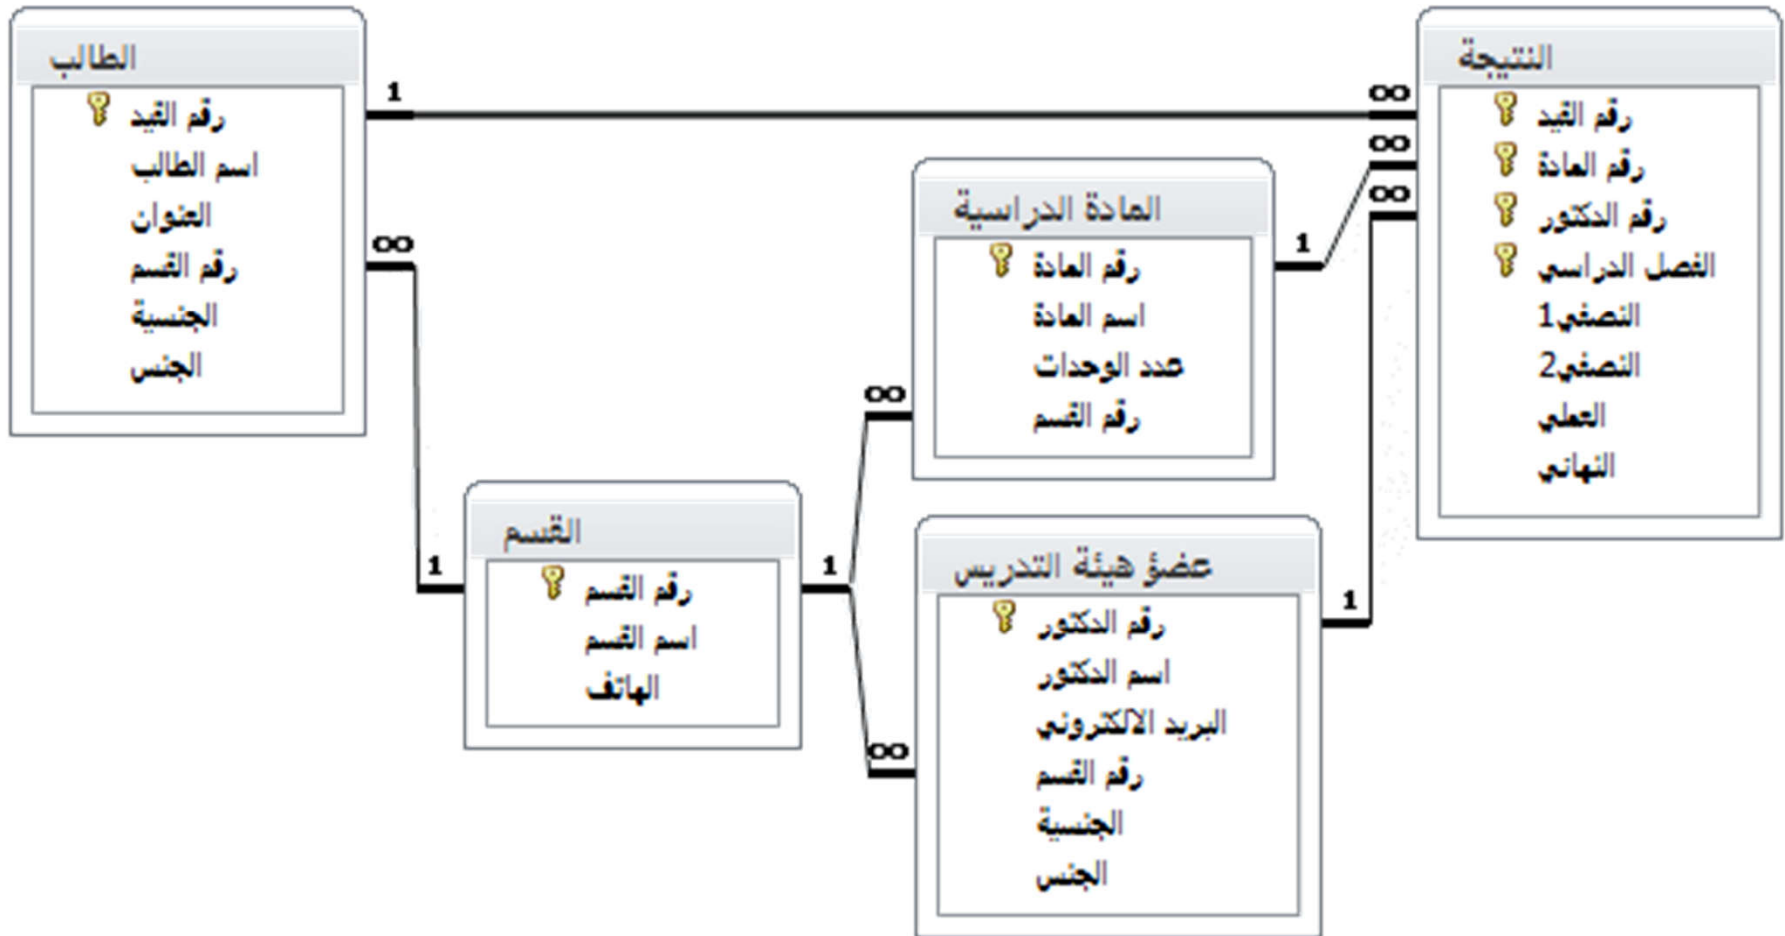 الطالب
رقم القيد
اسم الطالب
العنوان
رقم القسم
الجنسية
الجنس
1
∞
∞
1
القسم
رقم القسم
اسم القسم
الهاتف
1
∞
∞
المادة الدراسية
رقم المادة
اسم المادة
عدد الوحدات
رقم القسم
1
∞
عضؤ هيئة التدريس
رقم الدكتور
اسم الدكتور
البريد الالكتروني
رقم القسم
الجنسية
الجنس
1
∞
النتيجة
رقم القيد
رقم المادة
رقم الدكتور
الفصل الدراسي
النصفي1
النصفي2
العملي
النهائي